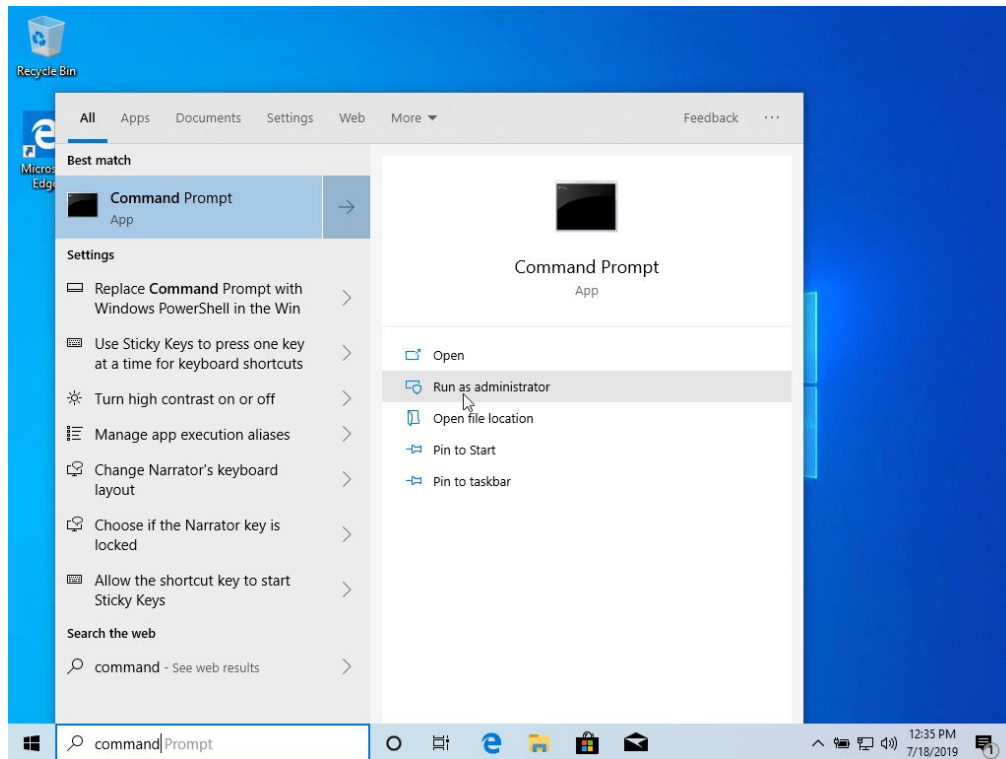 Recycle Bin
Micros
Edge
All Apps Documents Settings Web More Feedback ...
Best match
Command Prompt
App
Settings
Replace Command Prompt with
Windows PowerShell in the Win
Use Sticky Keys to press one key
at a time for keyboard shortcuts
Turn high contrast on or off
Manage app execution aliases
Change Narrator's keyboard
layout
Choose if the Narrator key is
locked
Allow the shortcut key to start
Sticky Keys
Search the web
command - See web results
Command Prompt
App
Open
Run as administrator
Open file location
Pin to Start
Pin to taskbar
command Prompt
12:35 PM
7/18/2019
1